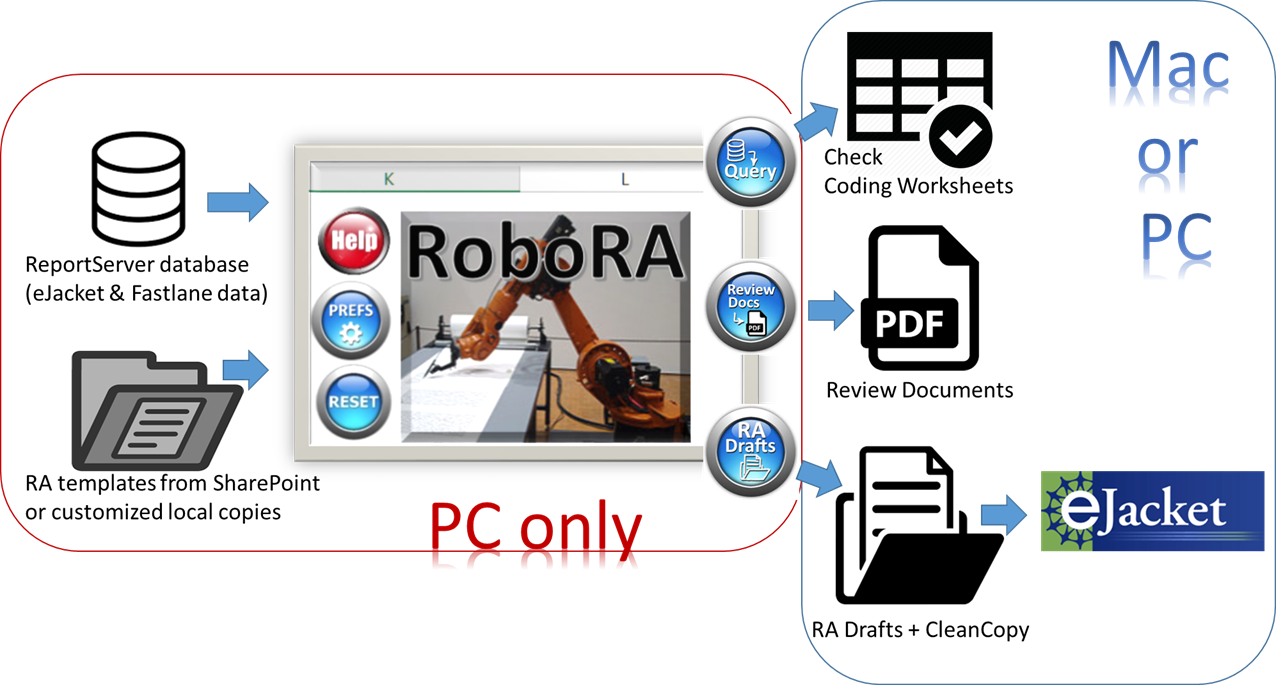 ReportServer database
(eJacket & Fastlane data)
RA templates from SharePoint
or customized local copies
K
L
Help
PREFS
RESET
RoboRA
Query
Review
Docs
PDF
RA
Drafts
PC only
Check
Coding Worksheets
PDF
Review Documents
RA Drafts + CleanCopy
eJacket
Mac
or
PC